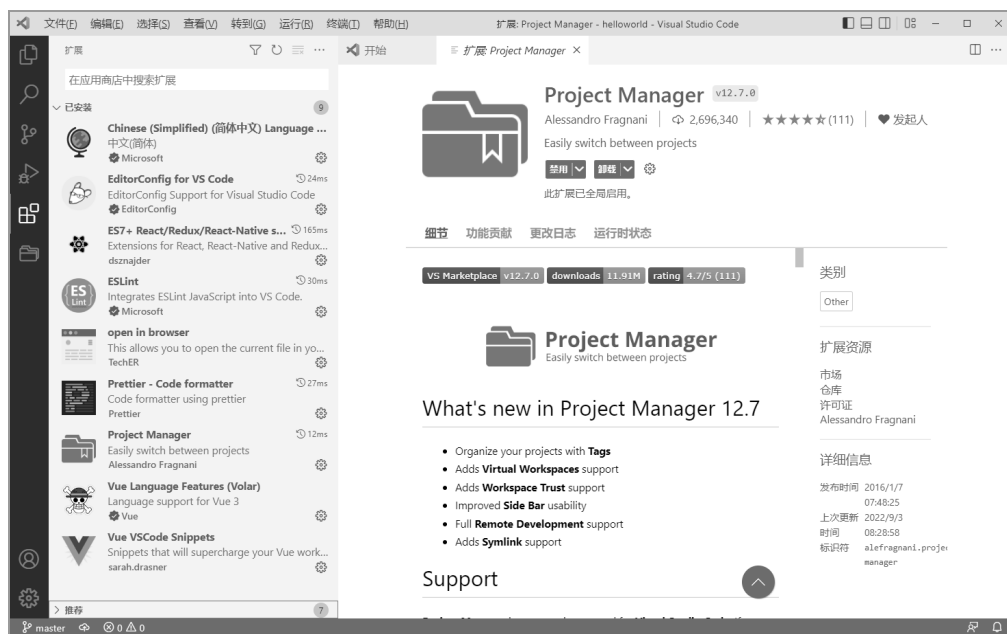 文件(F) 编辑(E) 选择(S) 查看(V) 转到(G) 运行(R) 终端(T) 帮助(H) 扩展: Project Manager - helloworld - Visual Studio Code
扩展
在应用商店中搜索扩展
已安装 9
Chinese (Simplified) (简体中文) Language ...
中文(简体)
Microsoft
EditorConfig for VS Code 24ms
EditorConfig Support for Visual Studio Code
EditorConfig
ES7+ React/Redux/React-Native s... 165ms
Extensions for React, React-Native and Redux...
dsznajder
ESLint 30ms
Integrates ESLint JavaScript into VS Code.
Microsoft
open in browser
This allows you to open the current file in yo...
TechER
Prettier - Code formatter 27ms
Code formatter using prettier
Prettier
Project Manager 12ms
Easily switch between projects
Alessandro Fragnani
Vue Language Features (Volar)
Language support for Vue 3
Vue
Vue VSCode Snippets
Snippets that will supercharge your Vue work...
sarah.drasner
推荐 7
开始 扩展: Project Manager
Project Manager v12.7.0
Alessandro Fragnani 2,696,340 (111) 发起人
Easily switch between projects
禁用 卸载
此扩展已全局启用。
细节 功能贡献 更改日志 运行时状态
VS Marketplace v12.7.0 downloads 11.91M rating 4.7/5 (111)
Project Manager
Easily switch between projects
What's new in Project Manager 12.7
Organize your projects with Tags
Adds Virtual Workspaces support
Adds Workspace Trust support
Improved Side Bar usability
Full Remote Development support
Adds Symlink support
Support
类别
Other
扩展资源
市场
仓库
许可证
Alessandro Fragnani
详细信息
发布时间 2016/1/7
07:48:25
上次更新 2022/9/3
时间 08:28:58
标识符 alefragnani.projec
manager
master 0 0
ES
Lint